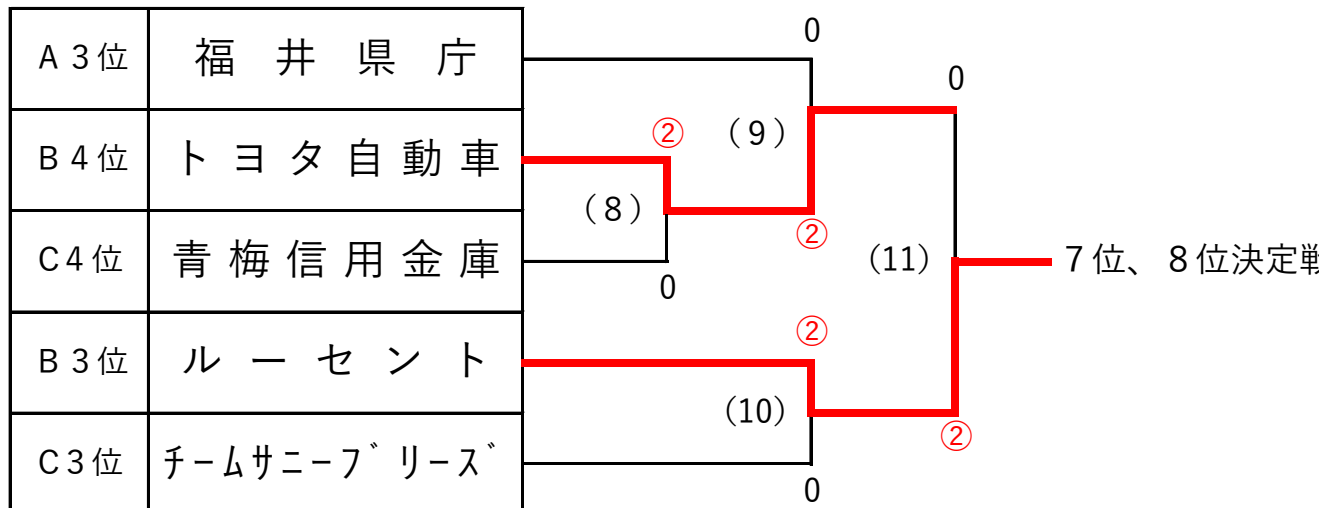 0
A3位 福井県庁
0
② (9)
B4位 トヨタ自動車
(8)
②
C4位 青梅信用金庫
(11) 7位、8位決定戦
0
②
B3位 ルーセント
(10)
②
C3位 チームサニーブリーズ
0